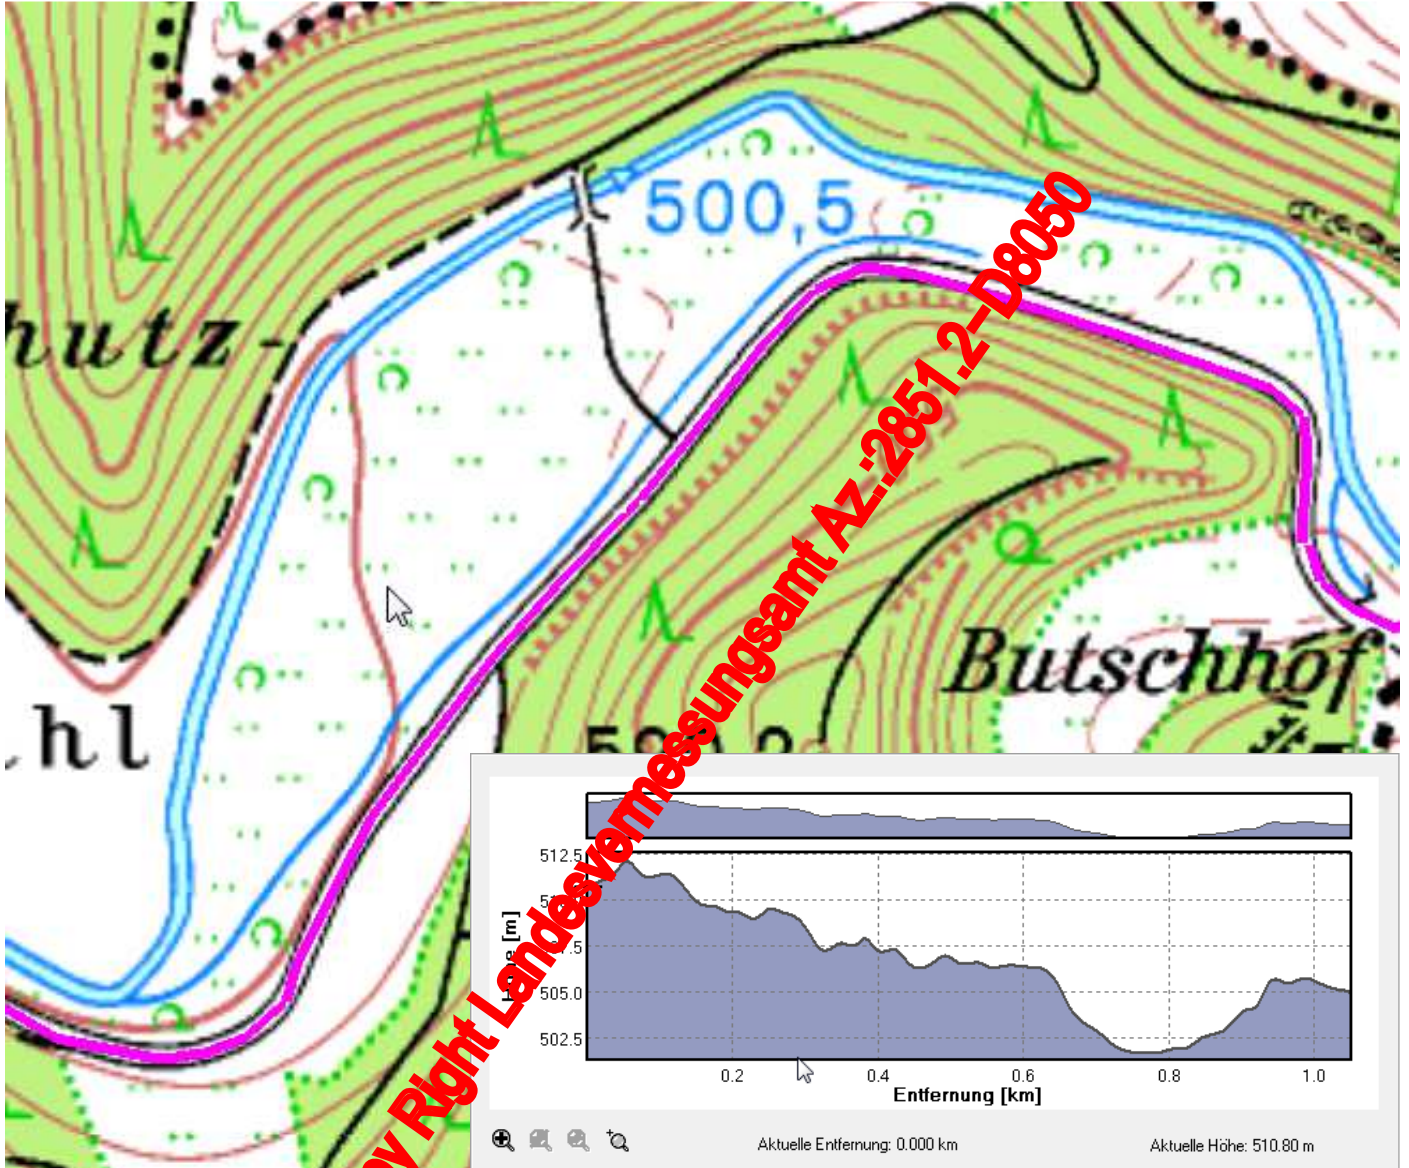 500,5
hutz-
Butschhof
hl
Copy Right Landesvermessungsamt Az.:2851.2-D8050
512.5
505.0
502.5
Höhe [m]
0.2 0.4 0.6 0.8 1.0
Entfernung [km]
Aktuelle Entfernung: 0.000 km Aktuelle Höhe: 510.80 m